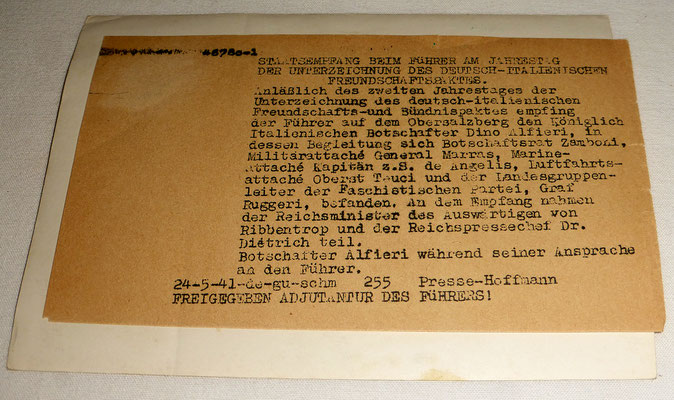 46780-1
STAATSEMPFANG BEIM FÜHRER AM JAHRESTAG
DER UNTERZEICHNUNG DES DEUTSCH-ITALIENISCHEN
FREUNDSCHAFTSPAKTES.
Anläßlich des zweiten Jahrestages der
Unterzeichnung des deutsch-italienischen
Freundschafts-und Bündnispaktes empfing
der Führer auf dem Obersalzberg den Königlich
Italienischen Botschafter Dino Alfieri, in
dessen Begleitung sich Botschaftsrat Zamboni,
Militärattaché General Marras, Marine-
attaché Kapitän z.S. de Angelis, Luftfahrts-
attaché Oberst Teuci und der Landesgruppen-
leiter der Faschistischen Partei, Graf
Ruggeri, befanden. An dem Empfang nahmen
der Reichsminister des Auswärtigen von
Ribbentrop und der Reichspressechef Dr.
Diétrich teil.
Botschafter Alfieri während seiner Ansprache
an den Führer.
24-5-41-de-gu-schm 255 Presse-Hoffmann
FREIGEGEBEN ADJUTANTUR DES FÜHRERS!